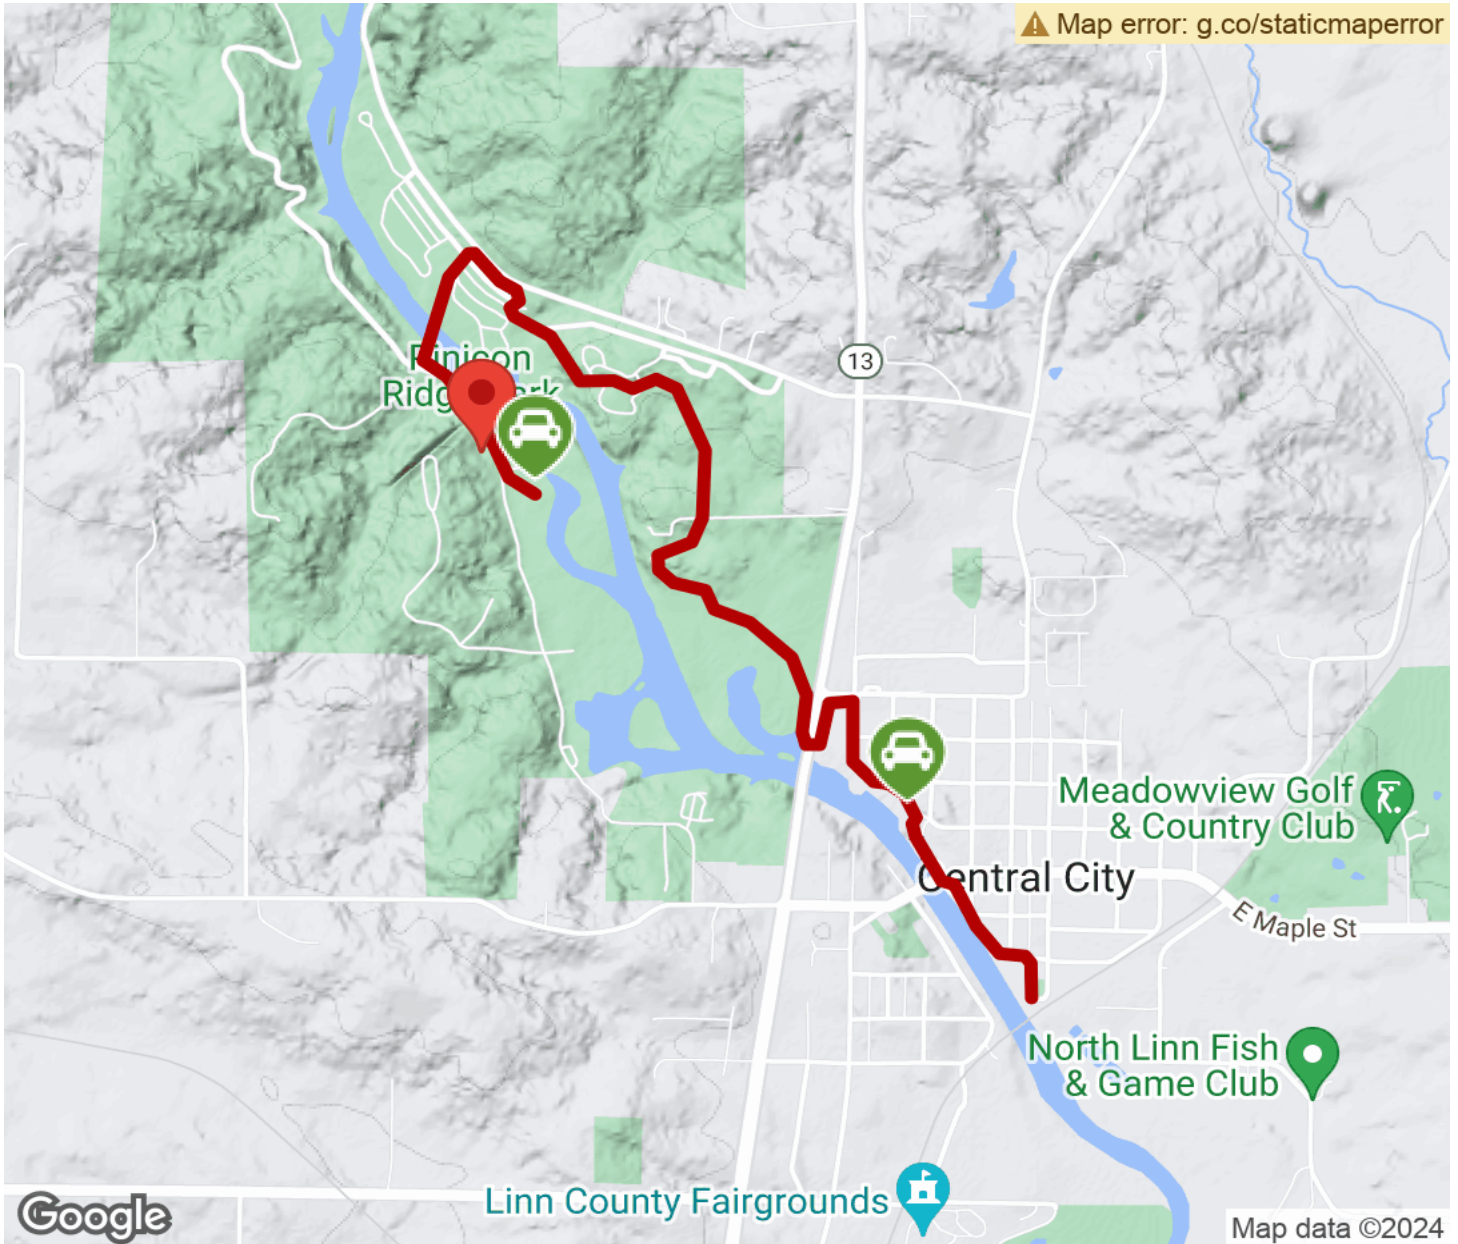 Map error: g.co/staticmaperror
13
Pinicon
Ridge Park
Meadowview Golf
& Country Club
Central City
E Maple St
North Linn Fish
& Game Club
Linn County Fairgrounds
Google
Map data ©2024